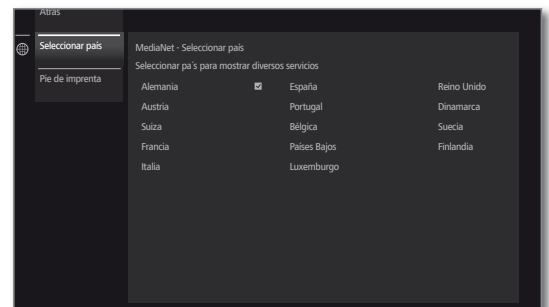 Atrás
Seleccionar país
Pie de imprenta
MediaNet - Seleccionar país
Seleccionar pa´s para mostrar diversos servicios
Alemania España Reino Unido
Austria Portugal Dinamarca
Suiza Bélgica Suecia
Francia Países Bajos Finlandia
Italia Luxemburgo